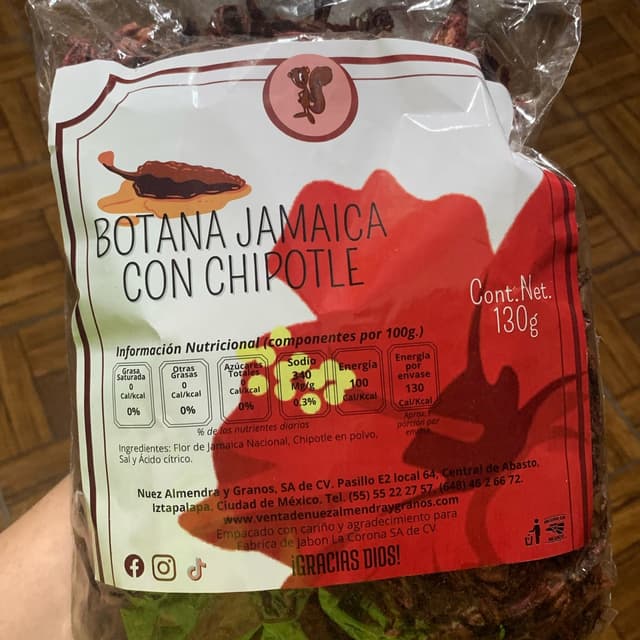 BOTANA JAMAICA
CON CHIPOTLE
Cont. Net.
130g
Información Nutricional (componentes por 100g.)
Grasa Saturada 0 Cal/kcal 0%
Otras Grasas 0 Cal/kcal 0%
Azúcares Totales 0 Cal/kcal 0%
Sodio 340 Mg/g 0.3%
Energía 100 Cal/Kcal
Energía por envase 130 Cal/Kcal
% de los nutrientes diarios
Aprox. portion por
Ingredientes: Flor de Jamaica Nacional, Chipotle en polvo,
Sal y Ácido cítrico.
Nuez Almendra y Granos, SA de CV. Pasillo E2 local 64, Central de Abasto,
Iztapalapa. Ciudad de México. Tel. (55) 55 22 27 57, (648) 46 2 66 72.
www.ventadenuezalmendraygranos.com
Empacado con cariño y agradecimiento para
Fabrica de Jabon La Corona SA de CV.
¡GRACIAS DIOS!